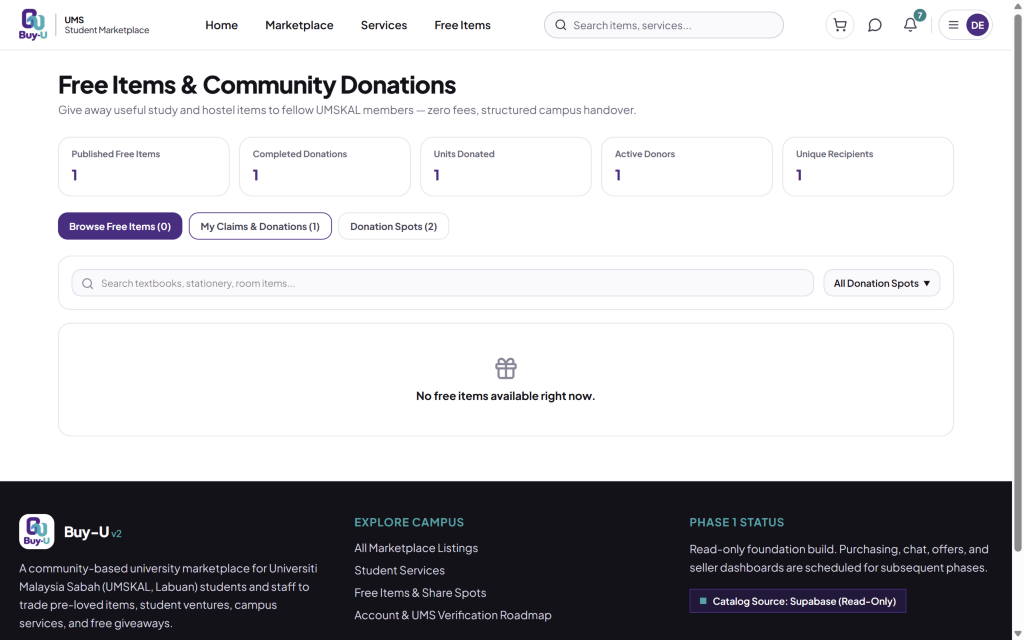 Buy-U
UMS
Student Marketplace
Home
Marketplace
Services
Free Items
Search items, services...
7
DE
Free Items & Community Donations
Give away useful study and hostel items to fellow UMSKAL members — zero fees, structured campus handover.
Published Free Items
1
Completed Donations
1
Units Donated
1
Active Donors
1
Unique Recipients
1
Browse Free Items (0)
My Claims & Donations (1)
Donation Spots (2)
Search textbooks, stationery, room items...
All Donation Spots ▼
No free items available right now.
Buy-U
Buy-U v2
A community-based university marketplace for Universiti
Malaysia Sabah (UMSKAL, Labuan) students and staff to
trade pre-loved items, student ventures, campus
services, and free giveaways.
EXPLORE CAMPUS
All Marketplace Listings
Student Services
Free Items & Share Spots
Account & UMS Verification Roadmap
PHASE 1 STATUS
Read-only foundation build. Purchasing, chat, offers, and
seller dashboards are scheduled for subsequent phases.
Catalog Source: Supabase (Read-Only)